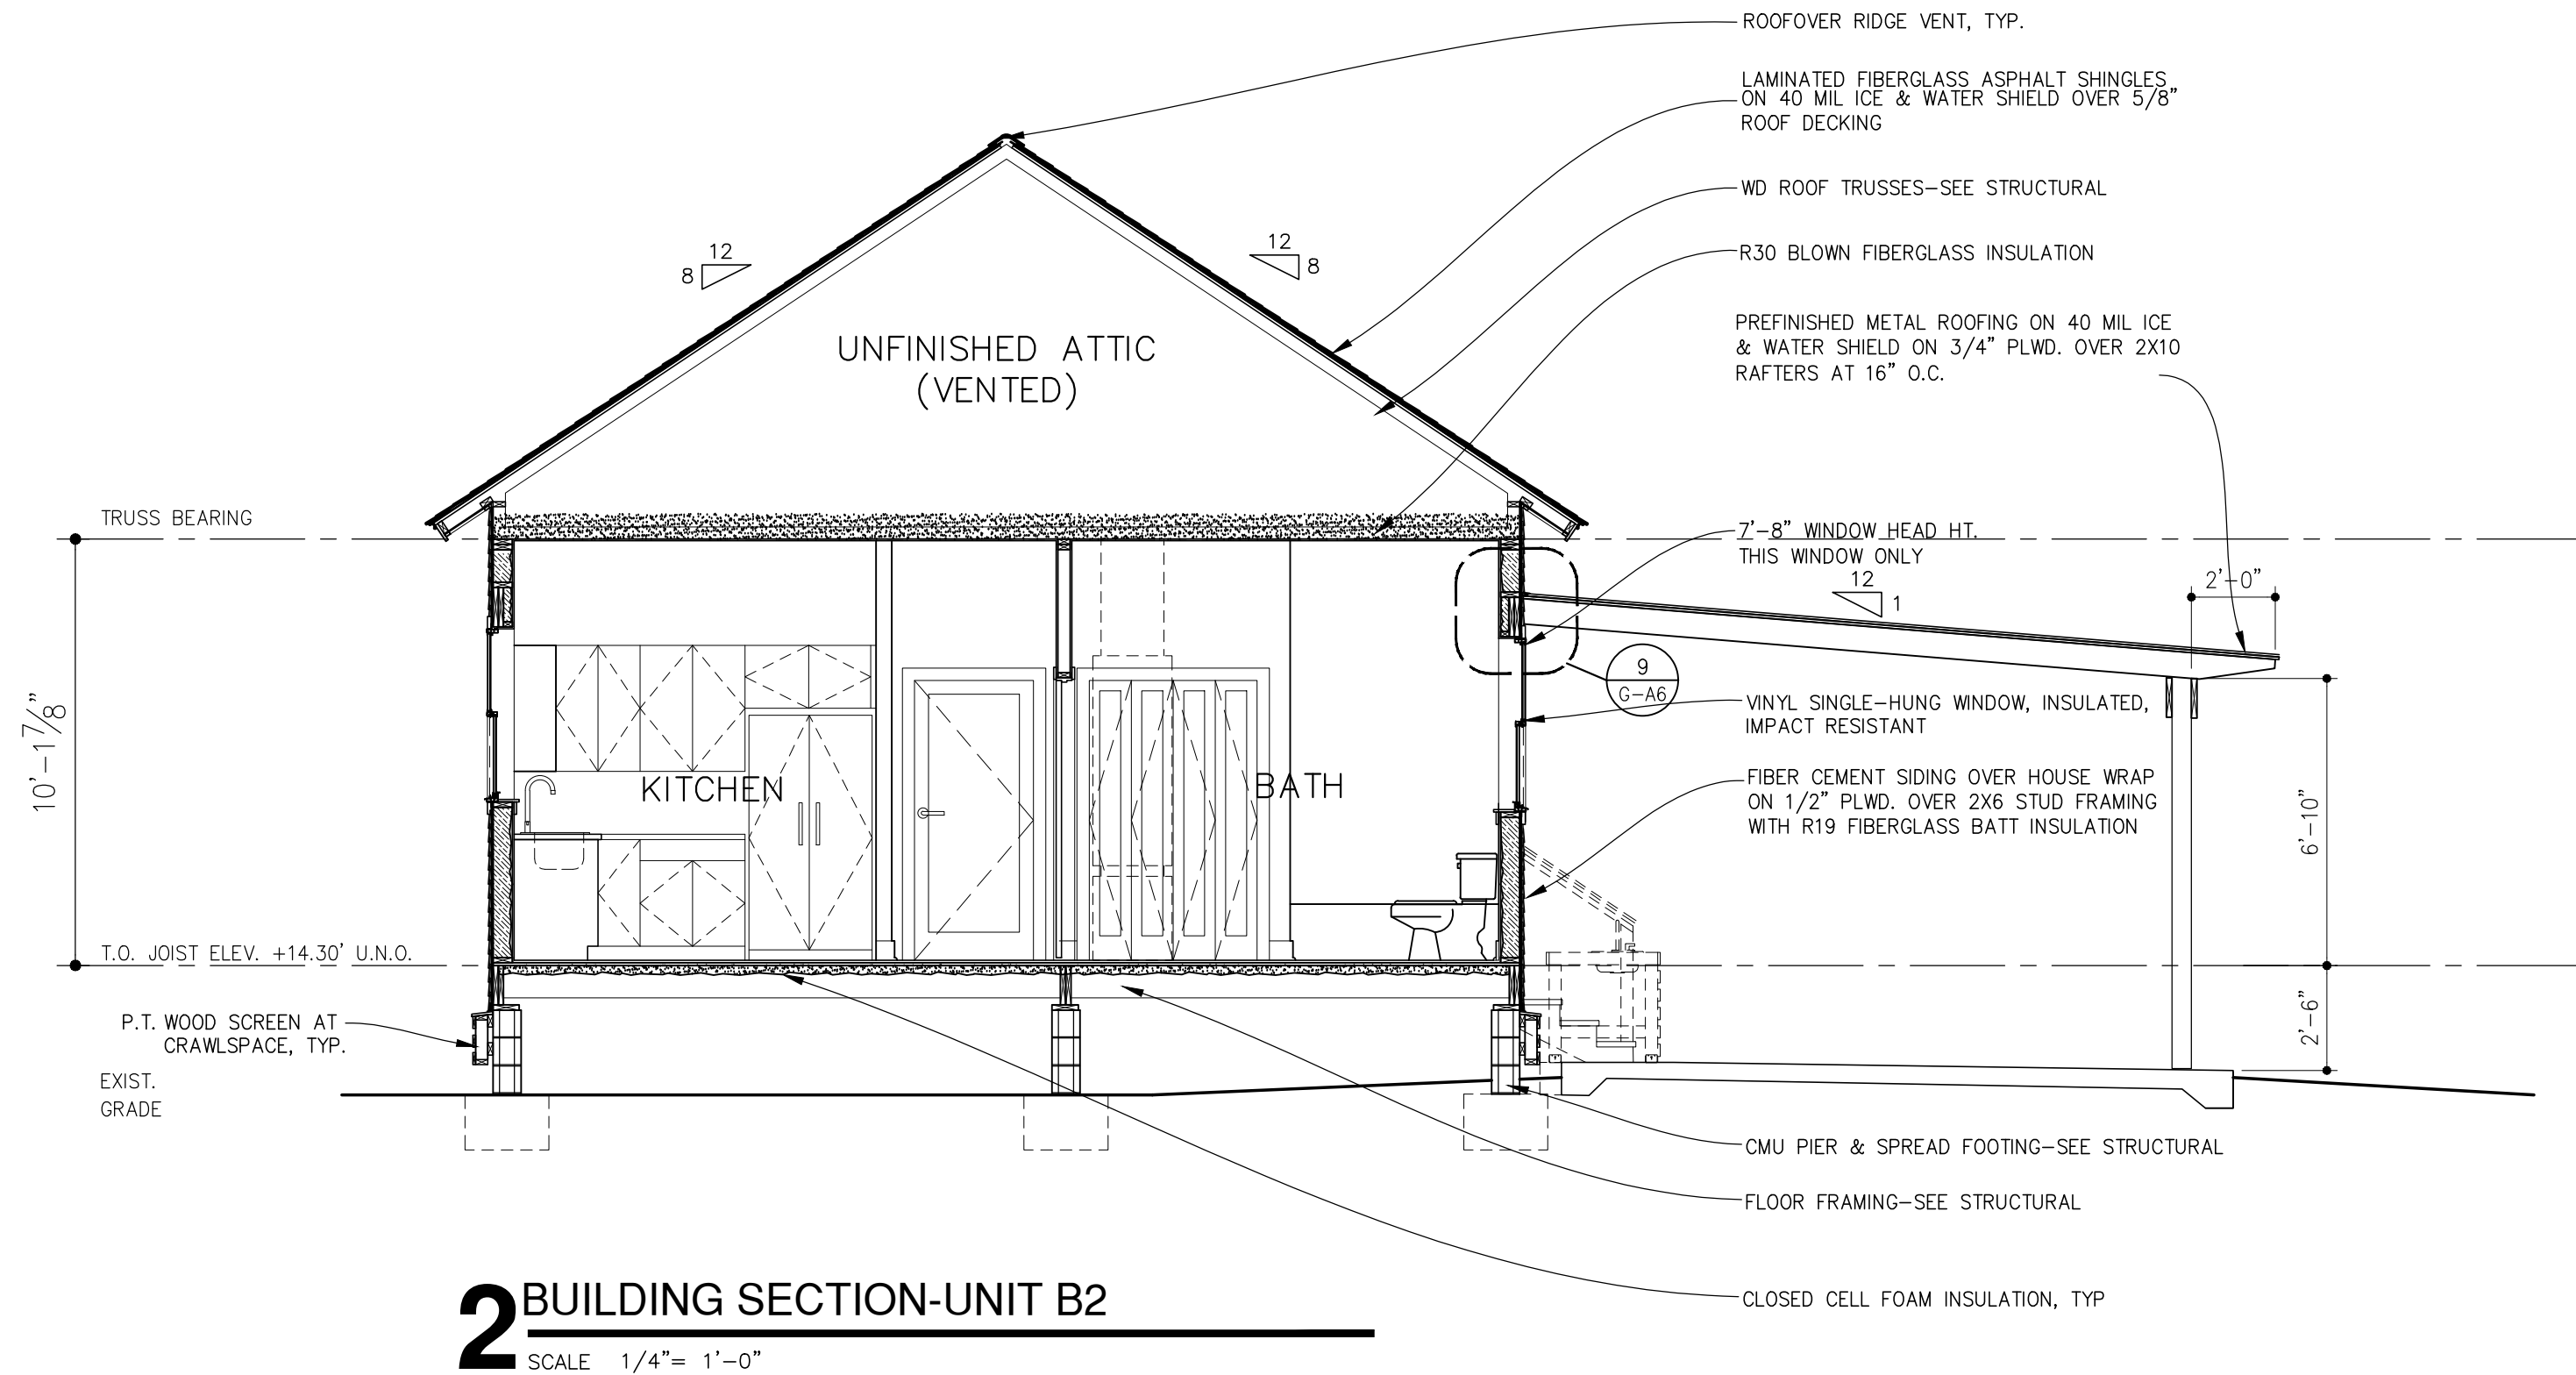 ROOFOVER RIDGE VENT, TYP.
LAMINATED FIBERGLASS ASPHALT SHINGLES
ON 40 MIL ICE & WATER SHIELD OVER 5/8"
ROOF DECKING
WD ROOF TRUSSES-SEE STRUCTURAL
12
8
12
8
R30 BLOWN FIBERGLASS INSULATION
PREFINISHED METAL ROOFING ON 40 MIL ICE
& WATER SHIELD ON 3/4" PLWD. OVER 2X10
RAFTERS AT 16" O.C.
UNFINISHED ATTIC
(VENTED)
TRUSS BEARING
7'-8" WINDOW HEAD HT.
THIS WINDOW ONLY
12
1
2'-0"
9
G-A6
VINYL SINGLE-HUNG WINDOW, INSULATED,
IMPACT RESISTANT
10'-1 7/8"
KITCHEN
BATH
FIBER CEMENT SIDING OVER HOUSE WRAP
ON 1/2" PLWD. OVER 2X6 STUD FRAMING
WITH R19 FIBERGLASS BATT INSULATION
6'-10"
T.O. JOIST ELEV. +14.30' U.N.O.
2'-6"
P.T. WOOD SCREEN AT
CRAWLSPACE, TYP.
EXIST.
GRADE
CMU PIER & SPREAD FOOTING-SEE STRUCTURAL
FLOOR FRAMING-SEE STRUCTURAL
CLOSED CELL FOAM INSULATION, TYP
2 BUILDING SECTION-UNIT B2
SCALE 1/4"= 1'-0"